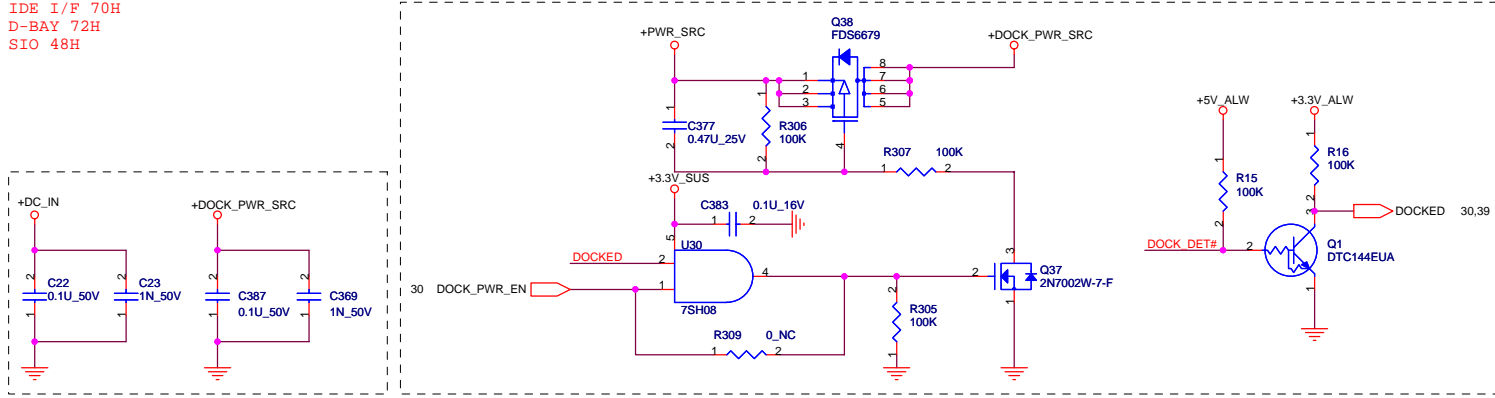 IDE I/F 70H
D-BAY 72H
SIO 48H
+DC_IN
+DOCK_PWR_SRC
2
2
2
2
C22
0.1U_50V
C23
1N_50V
C387
0.1U_50V
C369
1N_50V
1
1
1
1
+PWR_SRC
Q38
FDS6679
+DOCK_PWR_SRC
1
2
3
8
7
6
5
4
1
C377
0.47U_25V
2
1
R306
100K
2
R307
100K
1
2
+3.3V_SUS
C383
0.1U_16V
1
2
5
U30
DOCKED
2
30
DOCK_PWR_EN
1
4
7SH08
R309
0_NC
1
2
2
R305
100K
1
3
2
Q37
2N7002W-7-F
1
+5V_ALW
+3.3V_ALW
1
R15
100K
2
1
R16
100K
2
3
DOCKED
30,39
DOCK_DET#
2
Q1
DTC144EUA
1